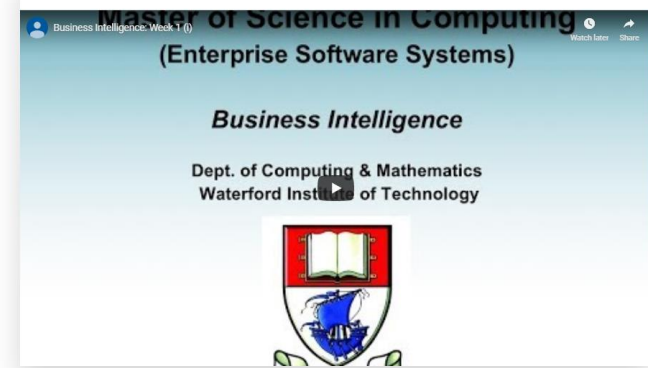 Master of Science in Computing
Business Intelligence: Week 1 (i)
Watch later
Share
(Enterprise Software Systems)
Business Intelligence
Dept. of Computing & Mathematics
Waterford Institute of Technology